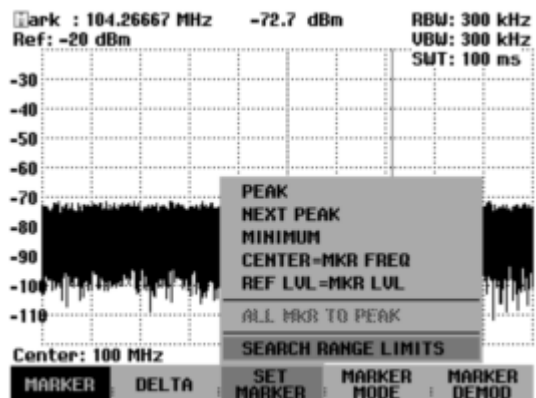 Mark : 104.26667 MHz -72.7 dBm RBW: 300 kHz
Ref: -20 dBm VBW: 300 kHz
SWT: 100 ms
-30
-40
-50
-60
-70
-80
-90
-100
-110
PEAK
NEXT PEAK
MINIMUM
CENTER=MKR FREQ
REF LVL=MKR LVL
ALL MKR TO PEAK
SEARCH RANGE LIMITS
Center: 100 MHz
MARKER DELTA SET MARKER MARKER MODE MARKER DEMOD